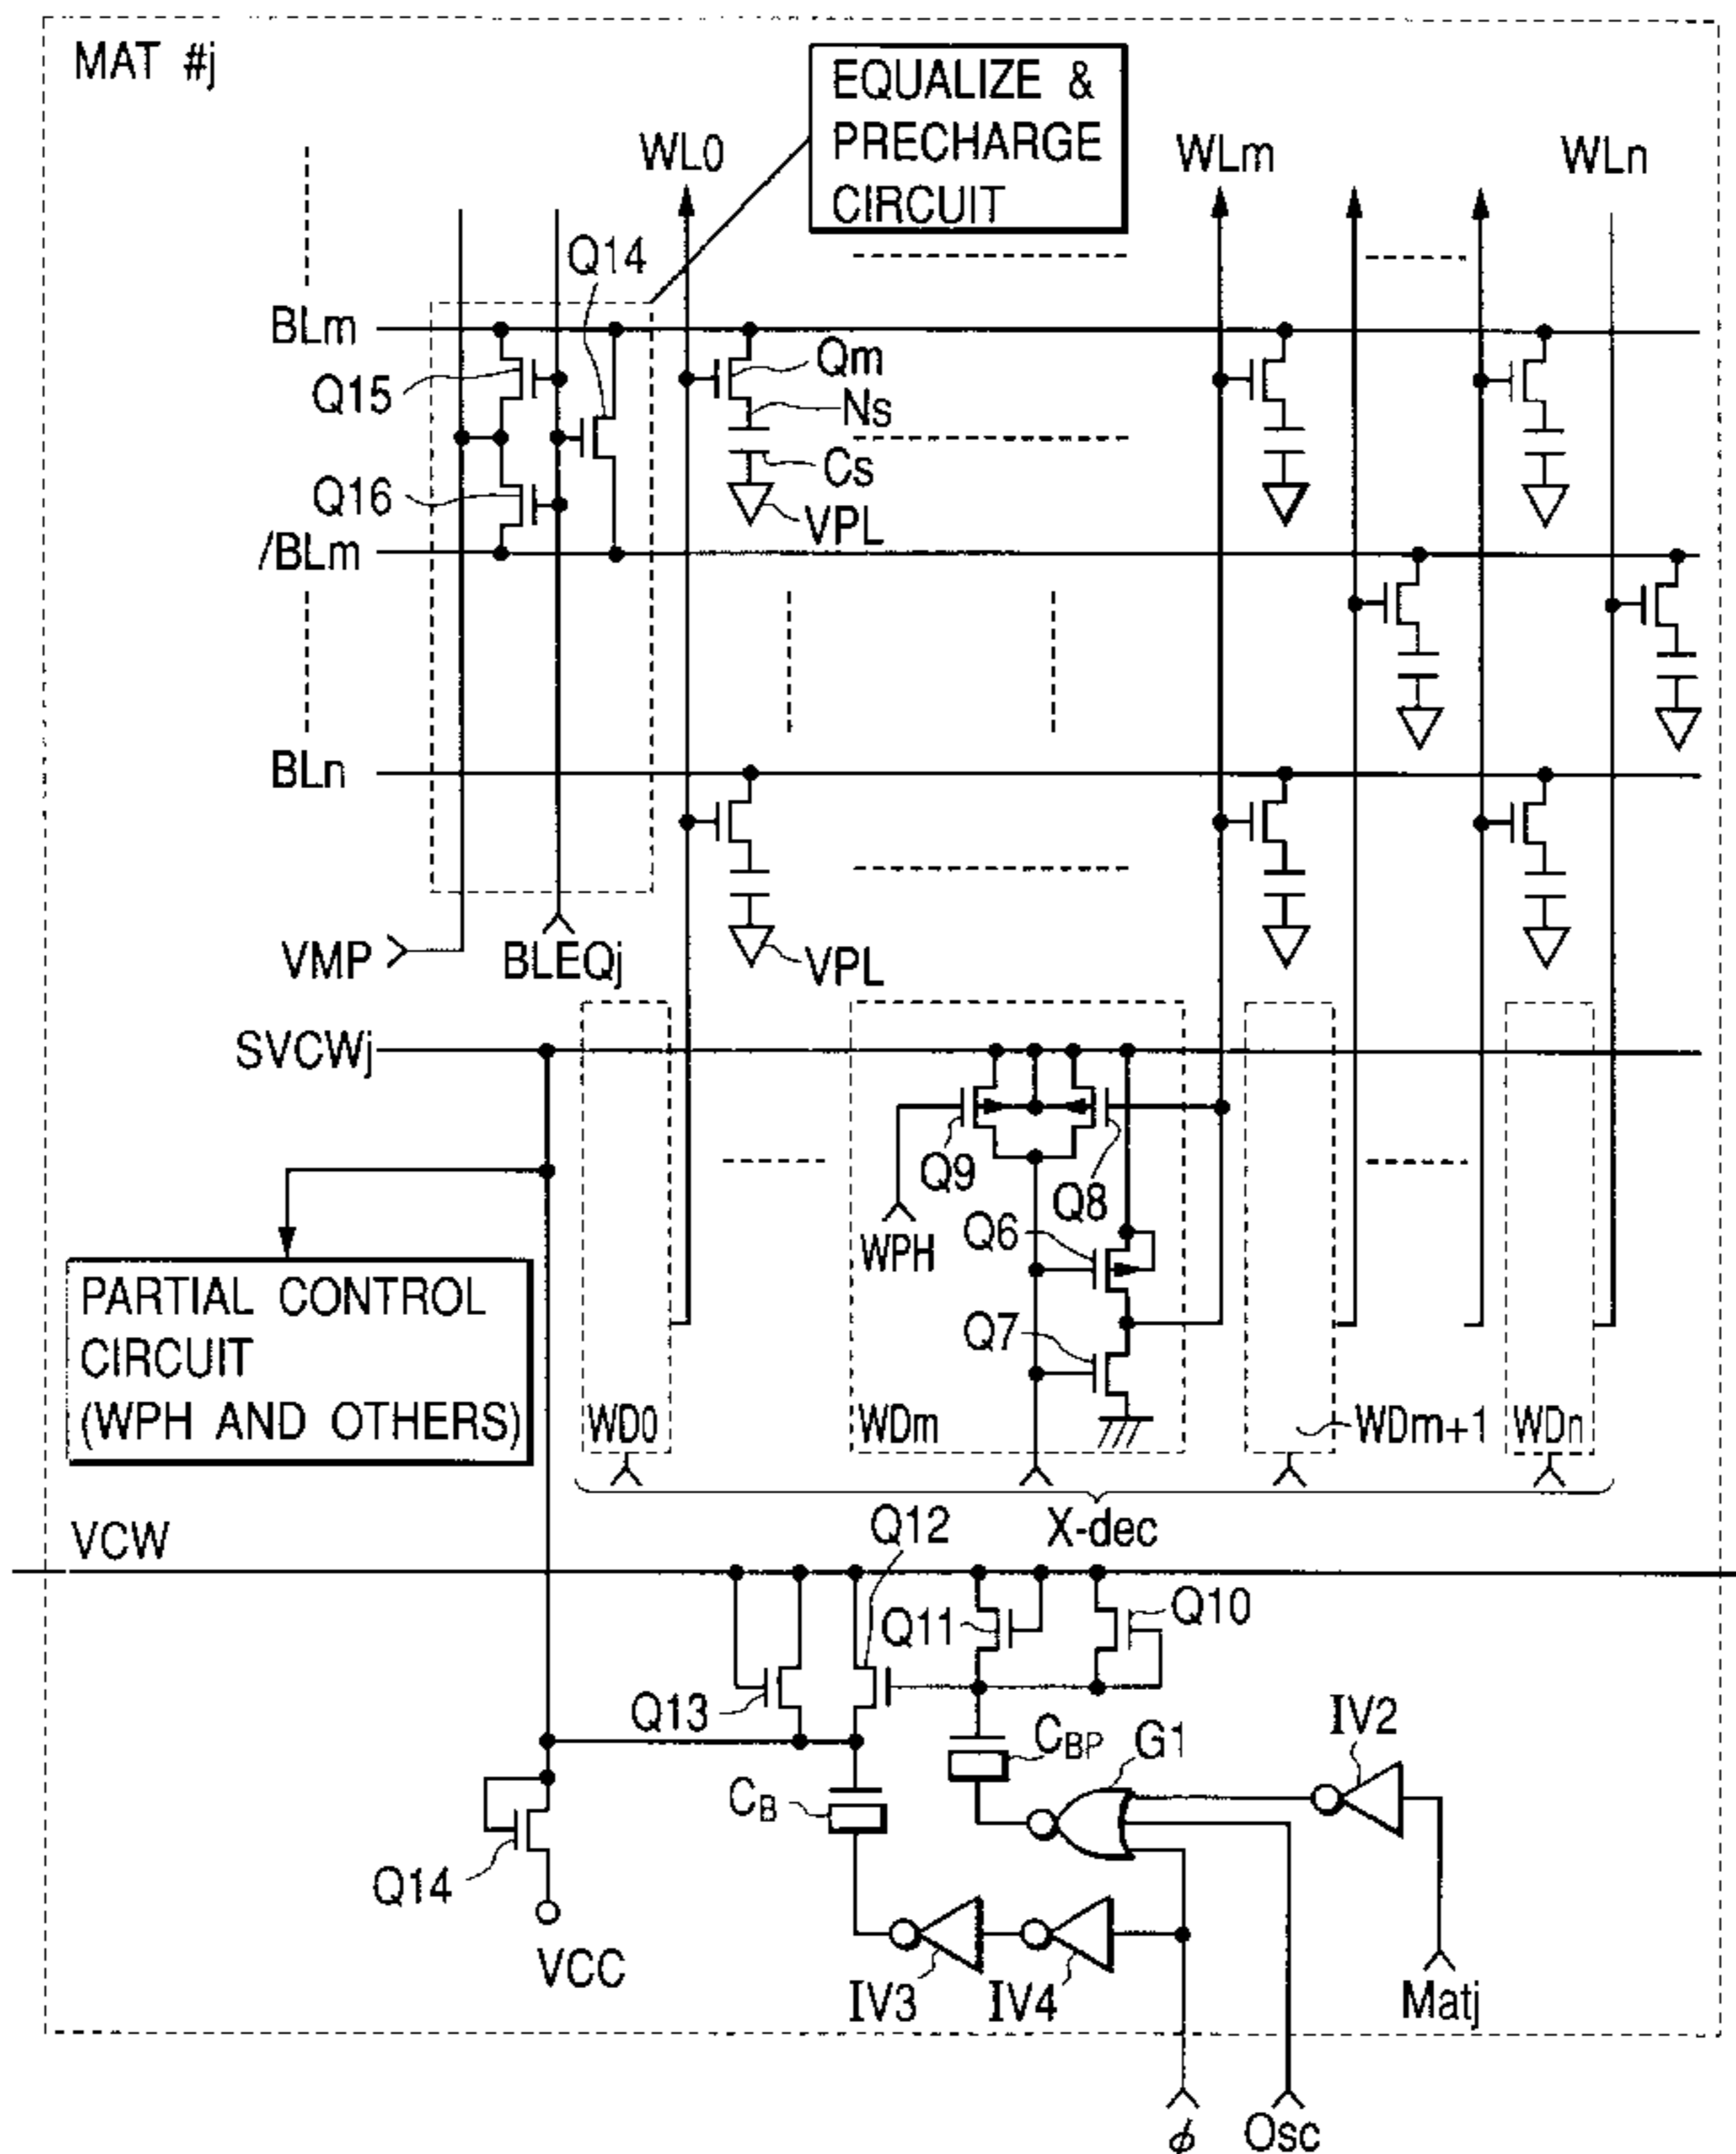 MAT #j
EQUALIZE &
PRECHARGE
CIRCUIT
WL0
WLm
WLn
Q14
BLm
Qm
Q15
Ns
Cs
Q16
VPL
/BLm
BLn
VMP
BLEQj
VPL
SVCWj
Q9
Q8
WPH
Q6
PARTIAL CONTROL
CIRCUIT
(WPH AND OTHERS)
Q7
WD0
WDm
WDm+1
WDn
X-dec
VCW
Q12
Q11
Q10
Q13
CBP
G1
IV2
CB
Q14
VCC
IV3
IV4
Matj
ϕ
Osc